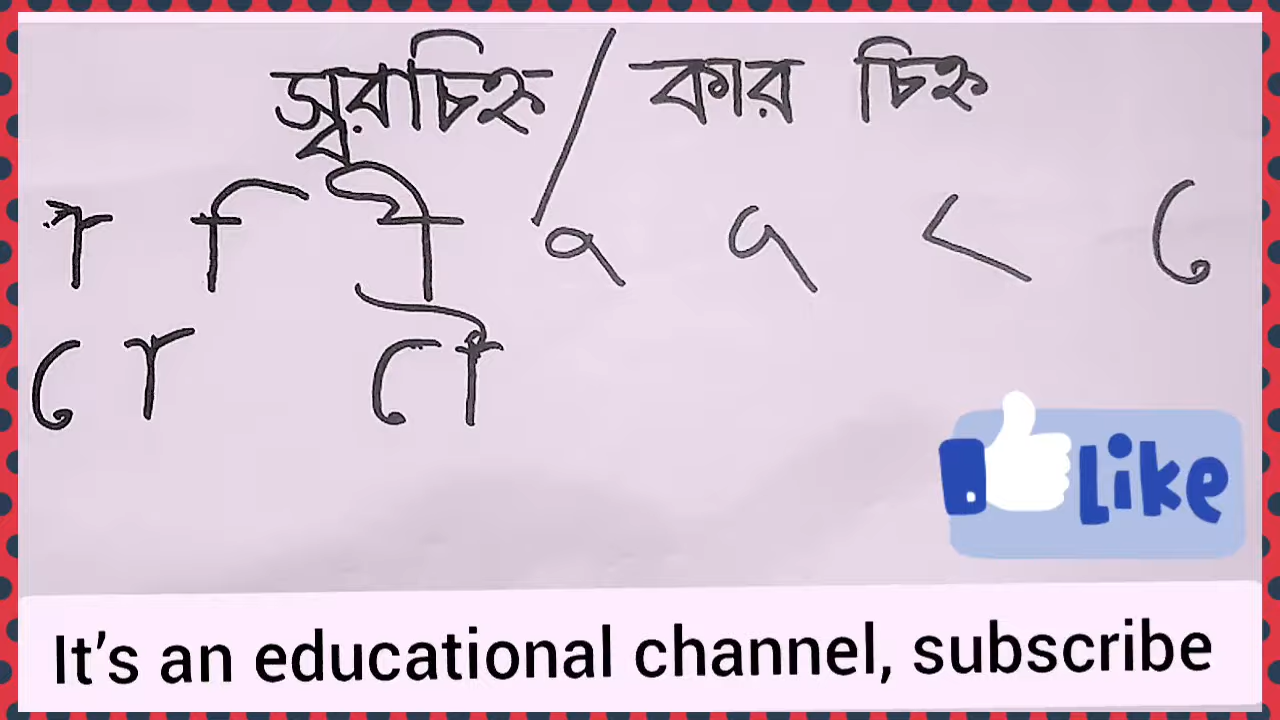 স্বরচিহ্ন / কার চিহ্ন
া ি ী ু ূ ৃ ে
ো ৌ
Like
It's an educational channel, subscribe